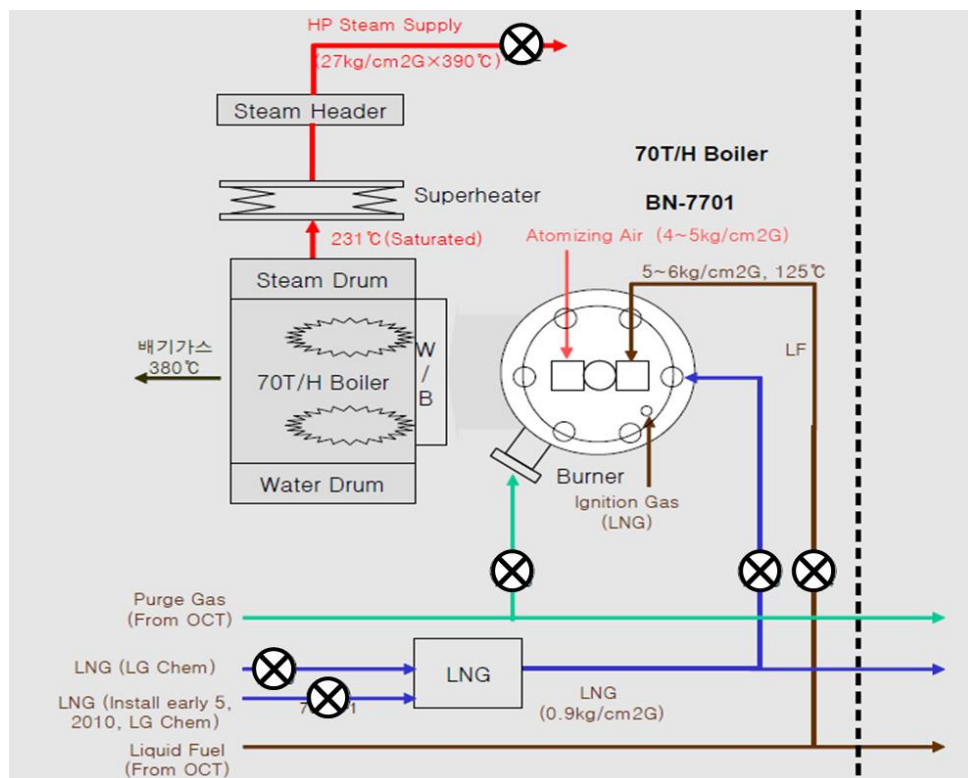 HP Steam Supply
(27kg/cm2G×390℃)
Steam Header
Superheater
231℃(Saturated)
Steam Drum
70T/H Boiler
W
/
B
Water Drum
배기가스
380℃
70T/H Boiler
BN-7701
Atomizing Air (4~5kg/cm2G)
5~6kg/cm2G, 125℃
LF
Burner
Ignition Gas
(LNG)
Purge Gas
(From OCT)
LNG (LG Chem)
LNG (Install early 5,
2010, LG Chem)
LNG
LNG
(0.9kg/cm2G)
Liquid Fuel
(From OCT)